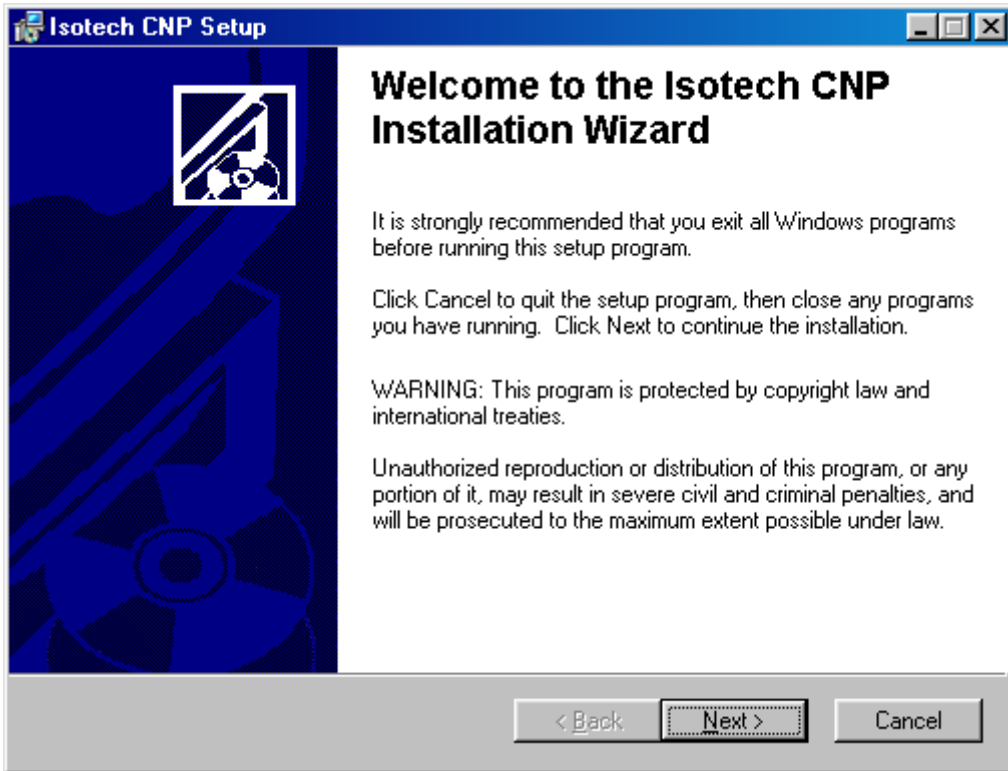 Isotech CNP Setup
Welcome to the Isotech CNP
Installation Wizard
It is strongly recommended that you exit all Windows programs
before running this setup program.
Click Cancel to quit the setup program, then close any programs
you have running.  Click Next to continue the installation.
WARNING: This program is protected by copyright law and
international treaties.
Unauthorized reproduction or distribution of this program, or any
portion of it, may result in severe civil and criminal penalties, and
will be prosecuted to the maximum extent possible under law.
< Back
Next >
Cancel